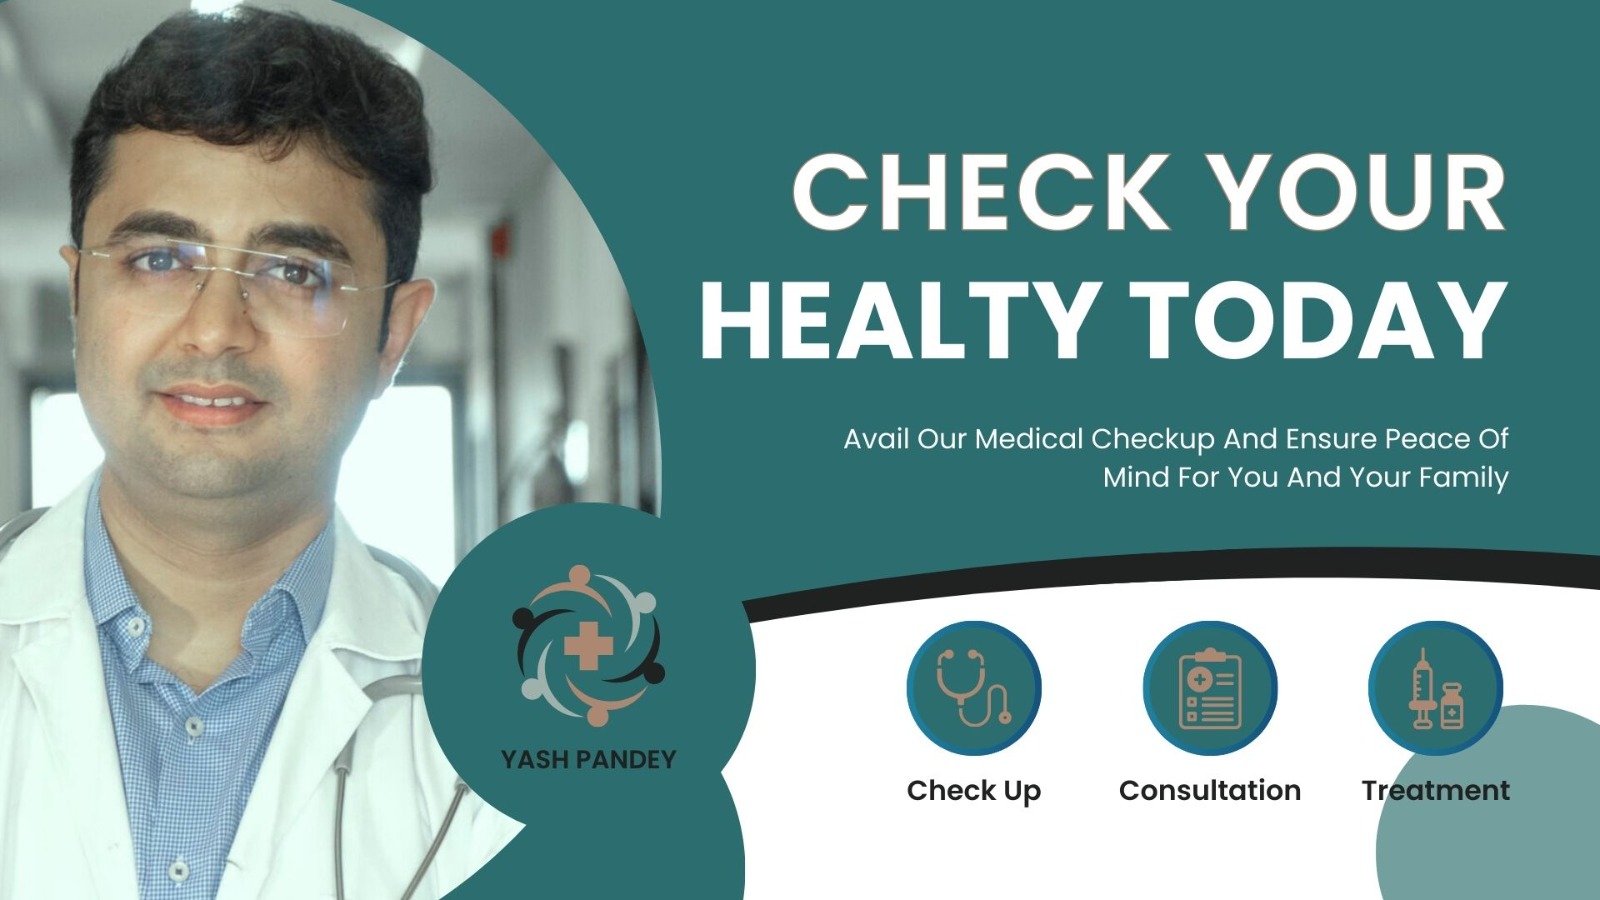 CHECK YOUR
HEALTY TODAY
Avail Our Medical Checkup And Ensure Peace Of
Mind For You And Your Family
YASH PANDEY
Check Up
Consultation
Treatment